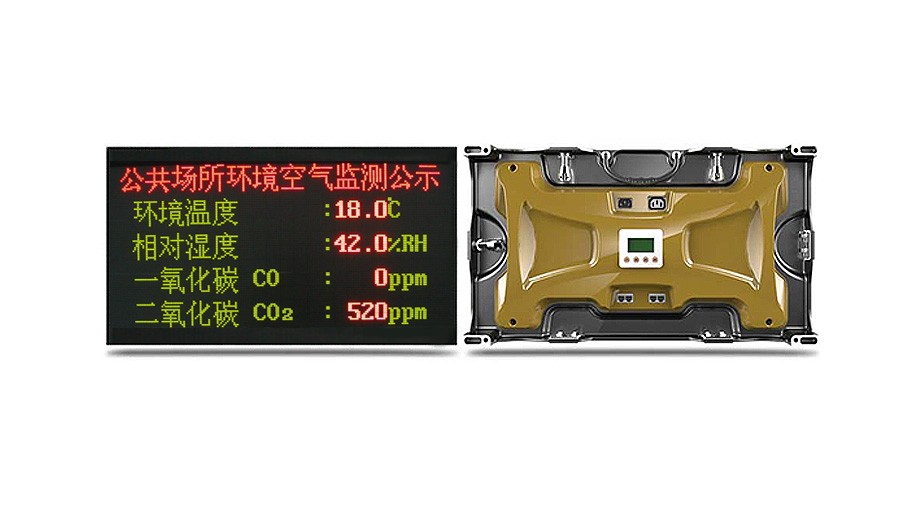 公共场所环境空气监测公示
环境温度 :18.0℃
相对湿度 :42.0%RH
一氧化碳 CO : 0ppm
二氧化碳 CO₂ : 520ppm